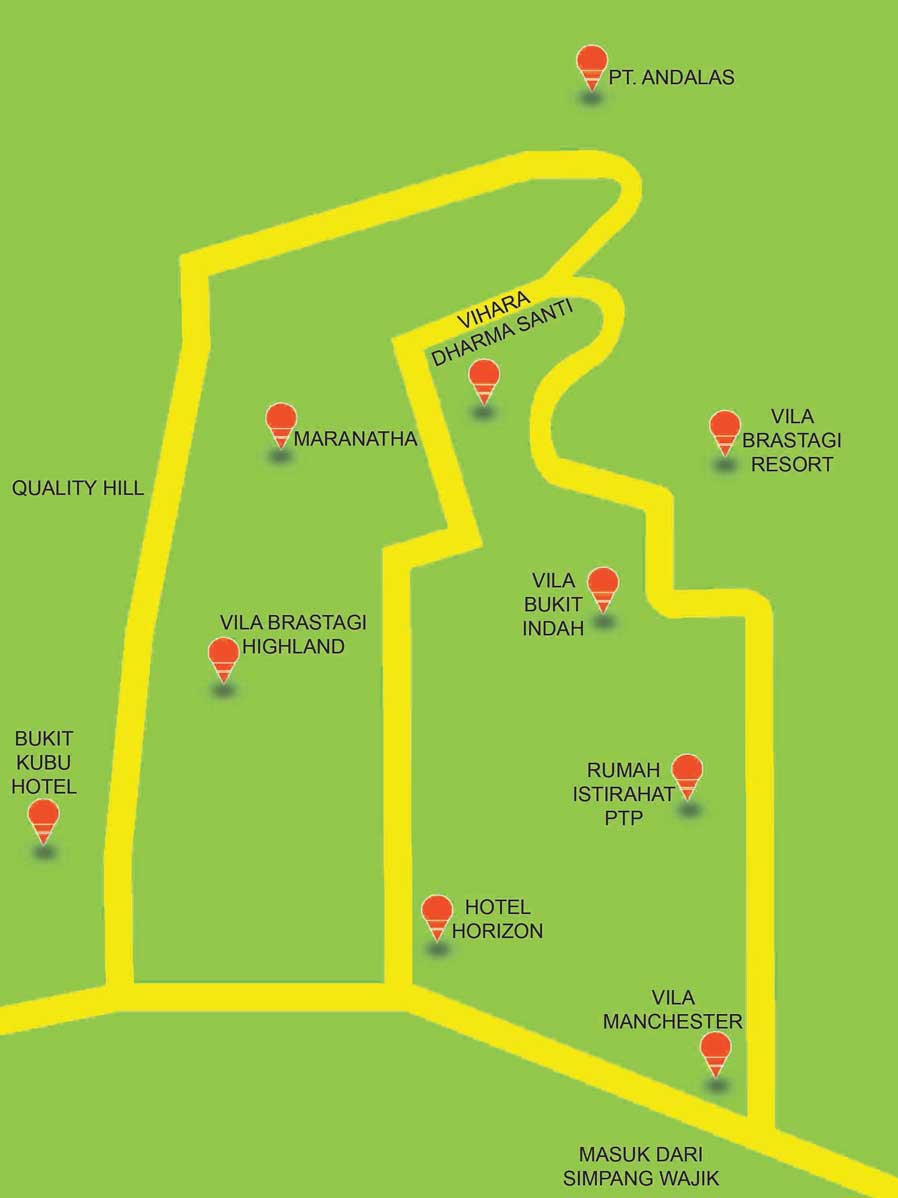 PT. ANDALAS
VIHARA
DHARMA SANTI
MARANATHA
VILA
BRASTAGI
RESORT
QUALITY HILL
VILA
BUKIT
INDAH
VILA BRASTAGI
HIGHLAND
BUKIT
KUBU
HOTEL
RUMAH
ISTIRAHAT
PTP
HOTEL
HORIZON
VILA
MANCHESTER
MASUK DARI
SIMPANG WAJIK